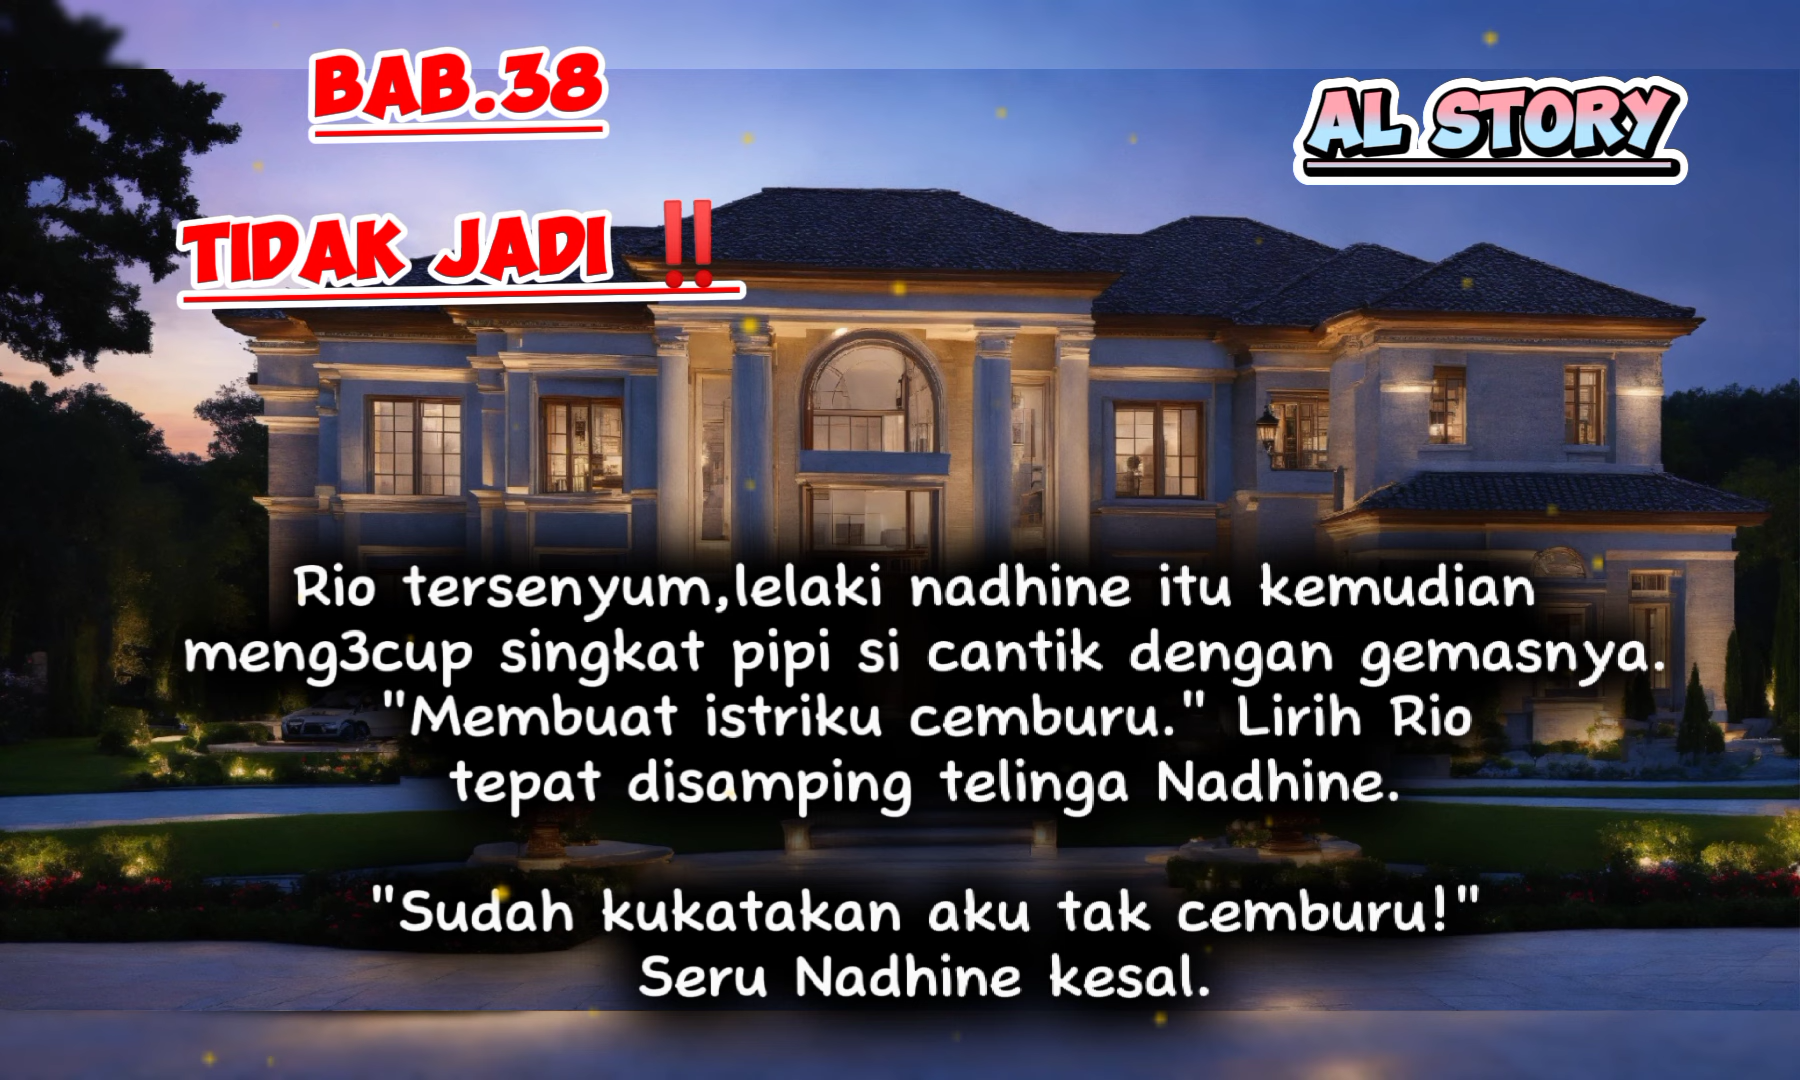 BAB.38
AL STORY
TIDAK JADI ‼️
Rio tersenyum,lelaki nadhine itu kemudian
meng3cup singkat pipi si cantik dengan gemasnya.
"Membuat istriku cemburu." Lirih Rio
tepat disamping telinga Nadhine.
"Sudah kukatakan aku tak cemburu!"
Seru Nadhine kesal.